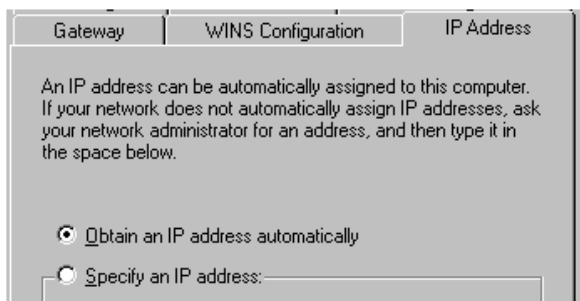 Gateway WINS Configuration IP Address
An IP address can be automatically assigned to this computer.
If your network does not automatically assign IP addresses, ask
your network administrator for an address, and then type it in
the space below.
Obtain an IP address automatically
Specify an IP address: